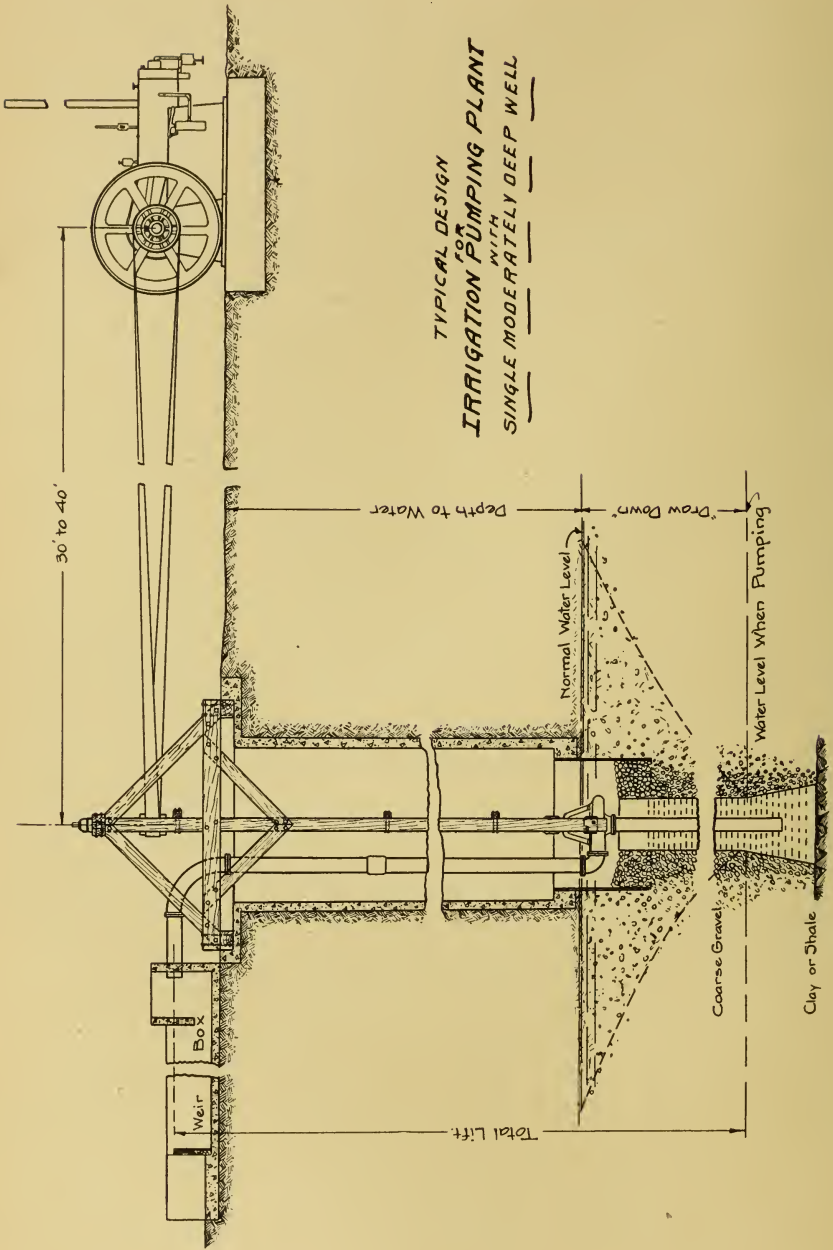 TYPICAL DESIGN
FOR
IRRIGATION PUMPING PLANT
WITH
SINGLE MODERATELY DEEP WELL
30' to 40'
Weir
Box
Depth to Water
"Draw Down"
Normal Water Level
Water Level When Pumping
Total Lift.
Coarse Gravel
Clay or Shale